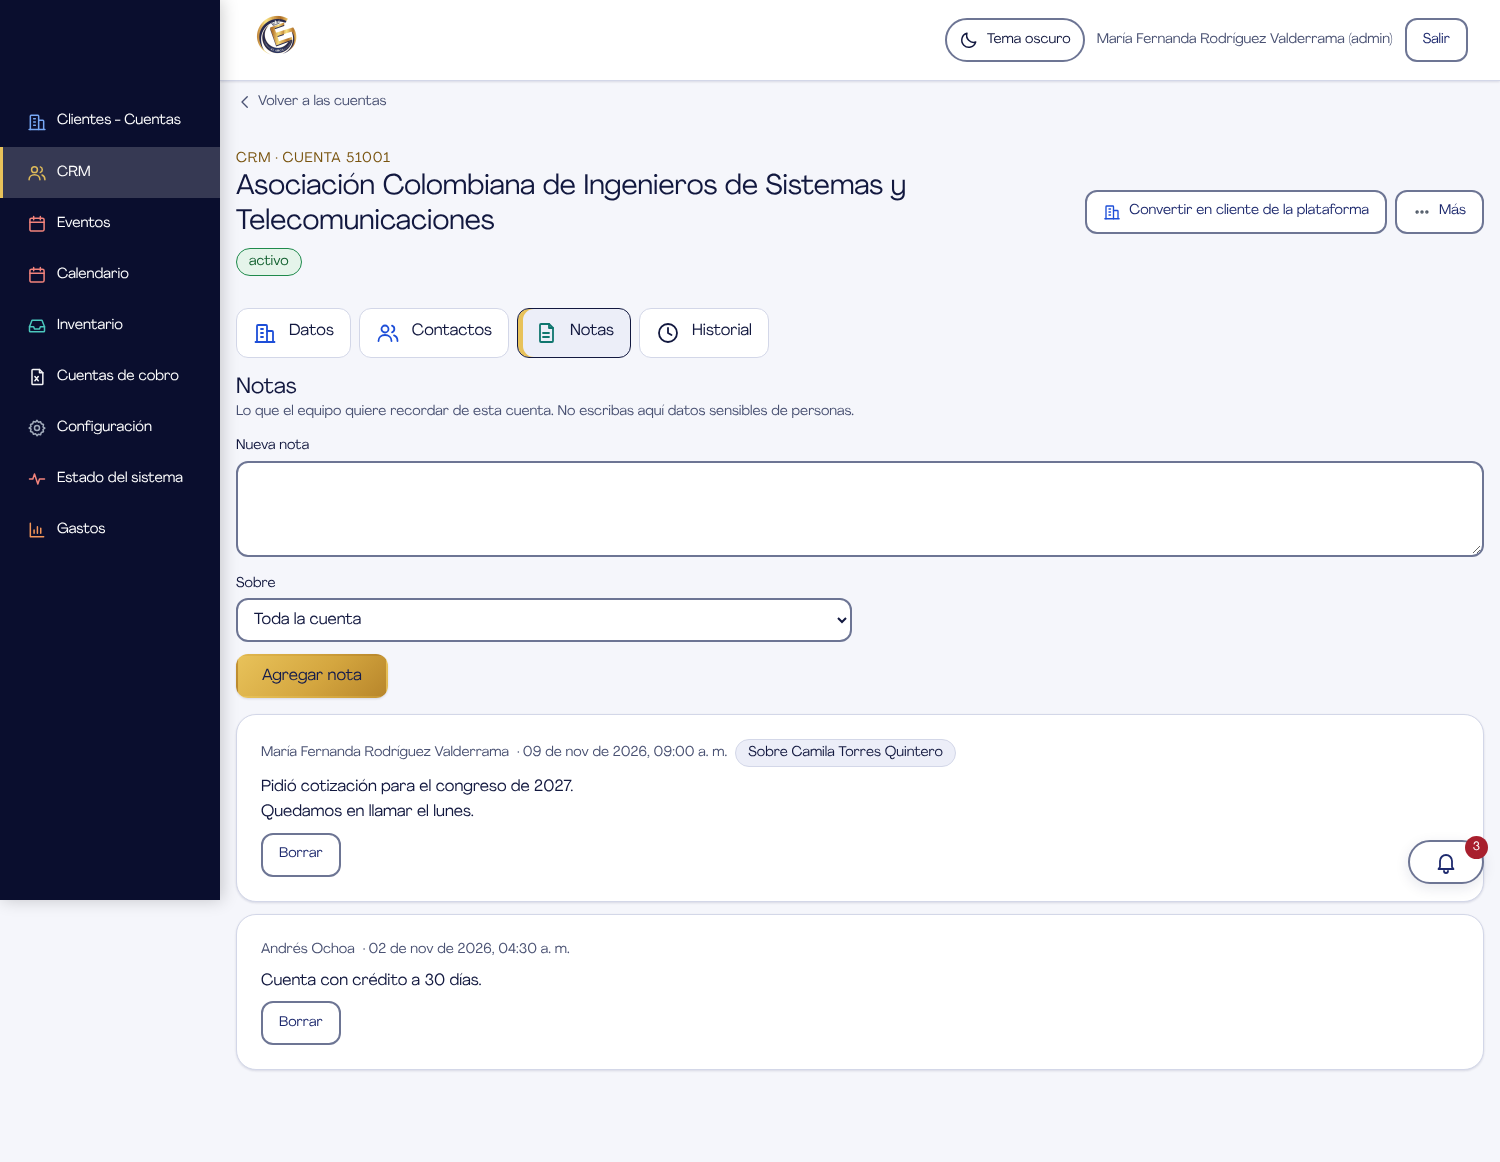 Tema oscuro
María Fernanda Rodríguez Valderrama (admin)
Salir
Clientes - Cuentas
CRM
Eventos
Calendario
Inventario
Cuentas de cobro
Configuración
Estado del sistema
Gastos
Volver a las cuentas
CRM · CUENTA 51001
Asociación Colombiana de Ingenieros de Sistemas y
Telecomunicaciones
activo
Convertir en cliente de la plataforma
Más
Datos
Contactos
Notas
Historial
Notas
Lo que el equipo quiere recordar de esta cuenta. No escribas aquí datos sensibles de personas.
Nueva nota
Sobre
Toda la cuenta
Agregar nota
María Fernanda Rodríguez Valderrama · 09 de nov de 2026, 09:00 a. m. Sobre Camila Torres Quintero
Pidió cotización para el congreso de 2027.
Quedamos en llamar el lunes.
Borrar
3
Andrés Ochoa · 02 de nov de 2026, 04:30 a. m.
Cuenta con crédito a 30 días.
Borrar